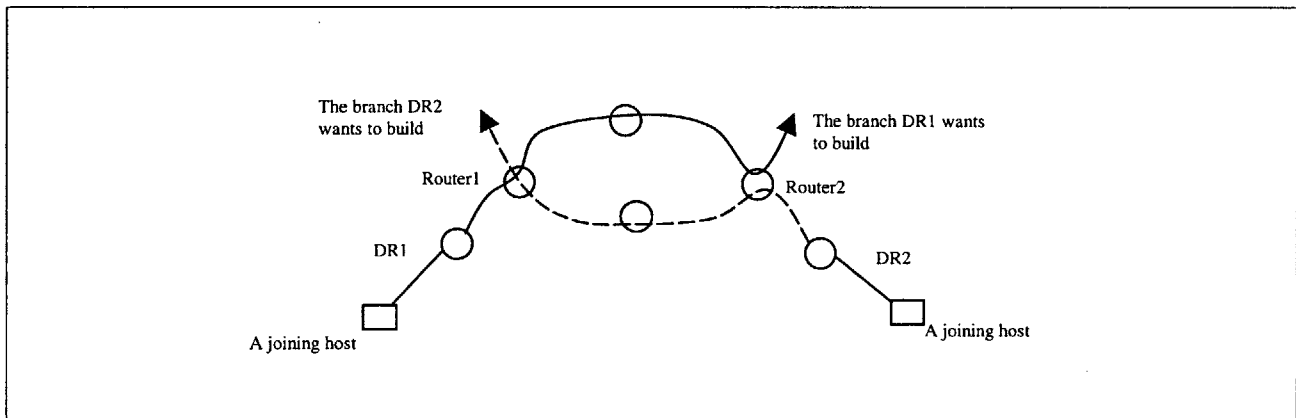 The branch DR2
wants to build
The branch DR1 wants
to build
Router1
Router2
DR1
DR2
A joining host
A joining host